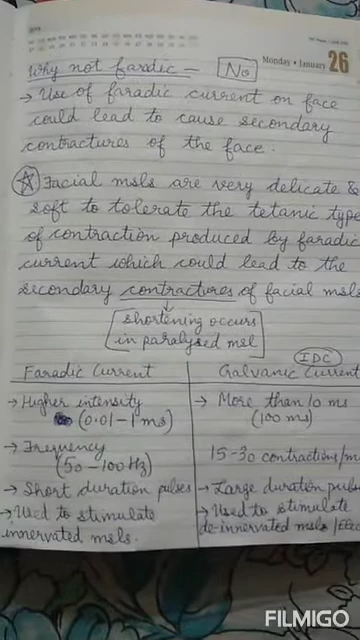 Why not faradic - No
Monday • January 26
→ Use of faradic current on face
could lead to cause secondary
contractures of the face.
Facial msls are very delicate &
soft to tolerate the tetanic type
of contraction produced by faradic
current which could lead to the
secondary contractures of facial msls
↓
shortening occurs
in paralysed msl
IDC
Faradic Current
Galvanic Current
→ Higher intensity
(0.01-1 ms)
→ More than 10 ms
(100 ms)
→ Frequency
(50-100 Hz)
15-30 contractions/m
→ Short duration pulses
→ Large duration puls
→ Used to stimulate
innervated msls.
→ Used to stimulate
de-innervated msls/Elec
FILMIGO